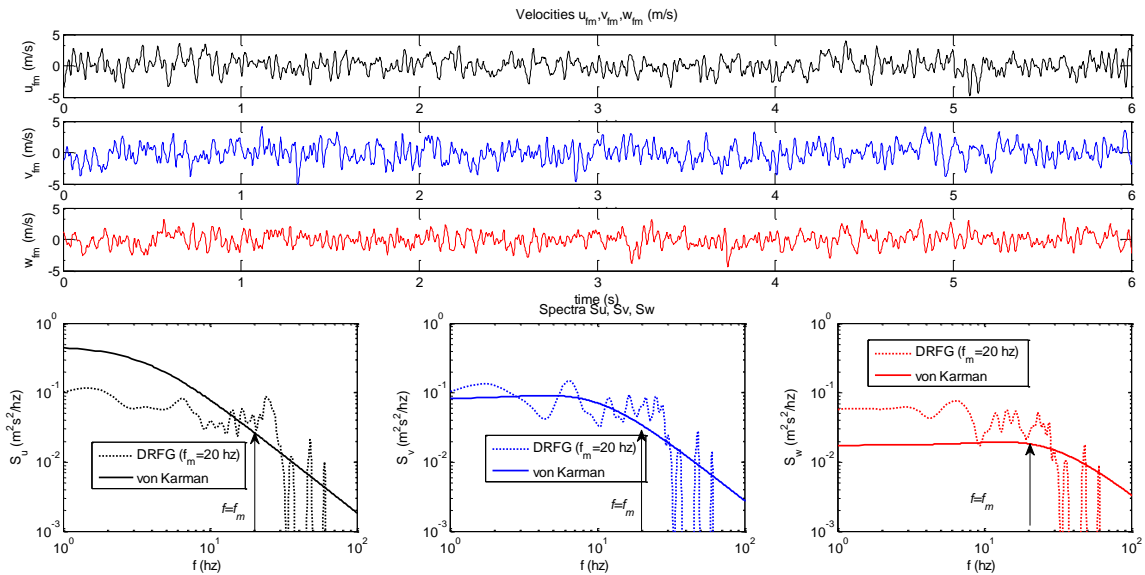 Velocities u_fm,v_fm,w_fm (m/s)
u_fm (m/s)
5
0
-5
0 1 2 3 4 5 6
v_fm (m/s)
5
0
-5
0 1 2 3 4 5 6
w_fm (m/s)
5
0
-5
0 1 2 3 4 5 6
time (s)
Spectra Su, Sv, Sw
S_u (m²s²/hz)
10^0
10^-1
10^-2
10^-3
DRFG (f_m=20 hz)
von Karman
f=f_m
10^0 10^1 10^2
f (hz)
S_v (m²s²/hz)
10^0
10^-1
10^-2
10^-3
DRFG (f_m=20 hz)
von Karman
f=f_m
10^0 10^1 10^2
f (hz)
S_w (m²s²/hz)
10^0
10^-1
10^-2
10^-3
DRFG (f_m=20 hz)
von Karman
f=f_m
10^0 10^1 10^2
f (hz)